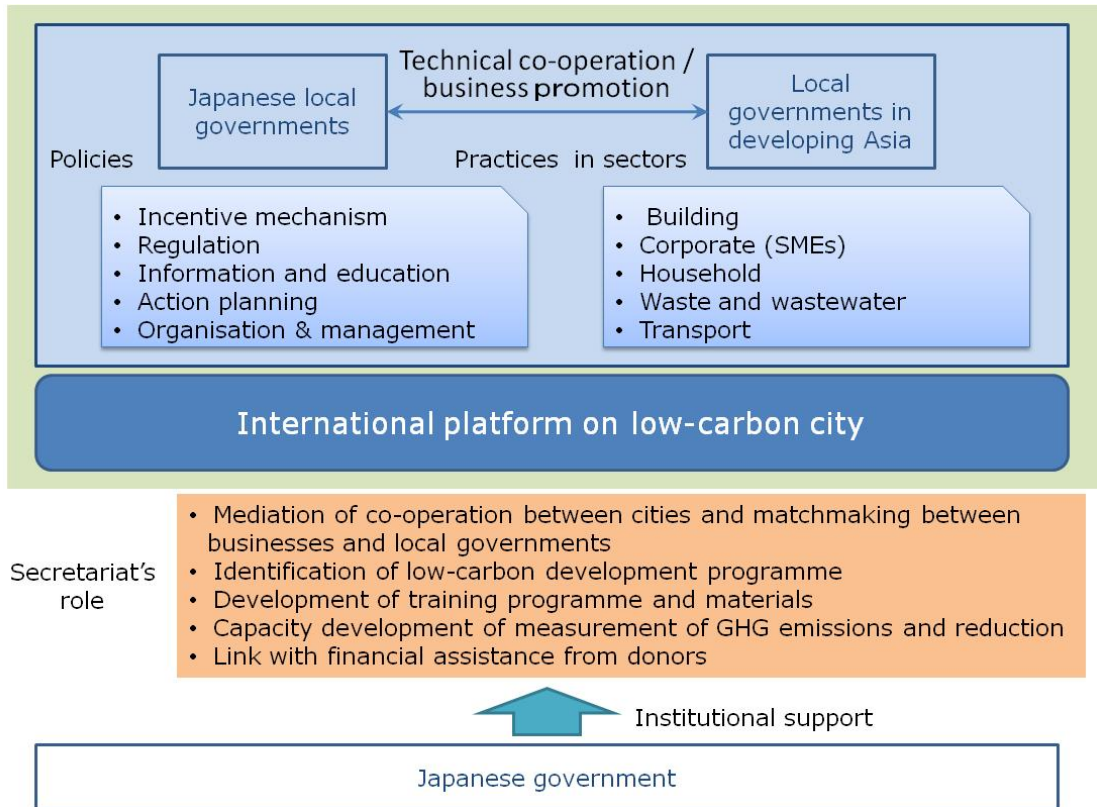 Technical co-operation /
business promotion
Japanese local
governments
Local
governments in
developing Asia
Policies
Practices in sectors
• Incentive mechanism
• Regulation
• Information and education
• Action planning
• Organisation & management
• Building
• Corporate (SMEs)
• Household
• Waste and wastewater
• Transport
International platform on low-carbon city
Secretariat's
role
• Mediation of co-operation between cities and matchmaking between
businesses and local governments
• Identification of low-carbon development programme
• Development of training programme and materials
• Capacity development of measurement of GHG emissions and reduction
• Link with financial assistance from donors
Institutional support
Japanese government